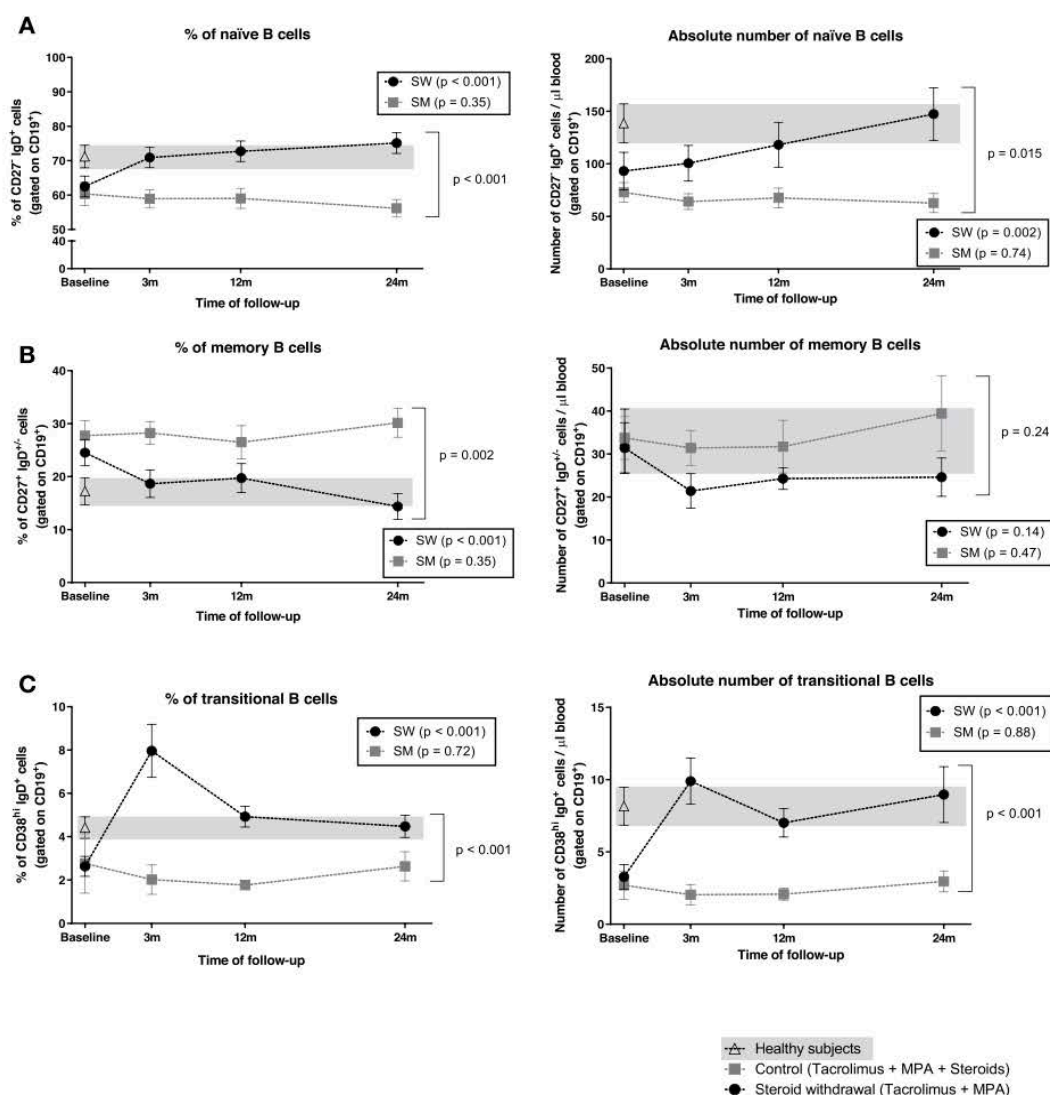 A
% of naïve B cells
% of CD27⁻ IgD⁺ cells
(gated on CD19⁺)
100
90
80
70
60
50
40
0
SW (p < 0.001)
SM (p = 0.35)
p < 0.001
Baseline 3m 12m 24m
Time of follow-up
Absolute number of naïve B cells
Number of CD27⁻ IgD⁺ cells / µl blood
(gated on CD19⁺)
200
150
100
50
0
p = 0.015
SW (p = 0.002)
SM (p = 0.74)
Baseline 3m 12m 24m
Time of follow-up
B
% of memory B cells
% of CD27⁺ IgD⁺/⁻ cells
(gated on CD19⁺)
40
30
20
10
0
p = 0.002
SW (p < 0.001)
SM (p = 0.35)
Baseline 3m 12m 24m
Time of follow-up
Absolute number of memory B cells
Number of CD27⁺ IgD⁺/⁻ cells / µl blood
(gated on CD19⁺)
50
40
30
20
10
0
p = 0.24
SW (p = 0.14)
SM (p = 0.47)
Baseline 3m 12m 24m
Time of follow-up
C
% of transitional B cells
% of CD38ʰⁱ IgD⁺ cells
(gated on CD19⁺)
10
8
6
4
2
0
SW (p < 0.001)
SM (p = 0.72)
p < 0.001
Baseline 3m 12m 24m
Time of follow-up
Absolute number of transitional B cells
Number of CD38ʰⁱ IgD⁺ cells / µl blood
(gated on CD19⁺)
15
10
5
0
SW (p < 0.001)
SM (p = 0.88)
p < 0.001
Baseline 3m 12m 24m
Time of follow-up
Healthy subjects
Control (Tacrolimus + MPA + Steroids)
Steroid withdrawal (Tacrolimus + MPA)